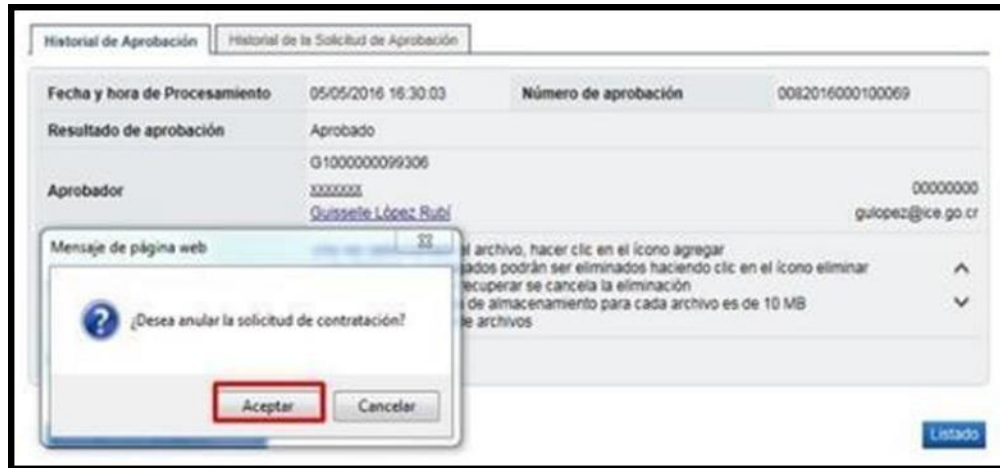 Historial de Aprobación Historial de la Solicitud de Aprobación
Fecha y hora de Procesamiento 05/05/2016 16:30:03 Número de aprobación 0082016000100069
Resultado de aprobación Aprobado
G1000000099306
Aprobador XXXXXXX 00000000
Guisselle López Rubí gulopez@ice.go.cr
Mensaje de página web
al archivo, hacer clic en el ícono agregar
ados podrán ser eliminados haciendo clic en el ícono eliminar
recuperar se cancela la eliminación
de almacenamiento para cada archivo es de 10 MB
de archivos
¿Desea anular la solicitud de contratación?
Aceptar Cancelar
Listado